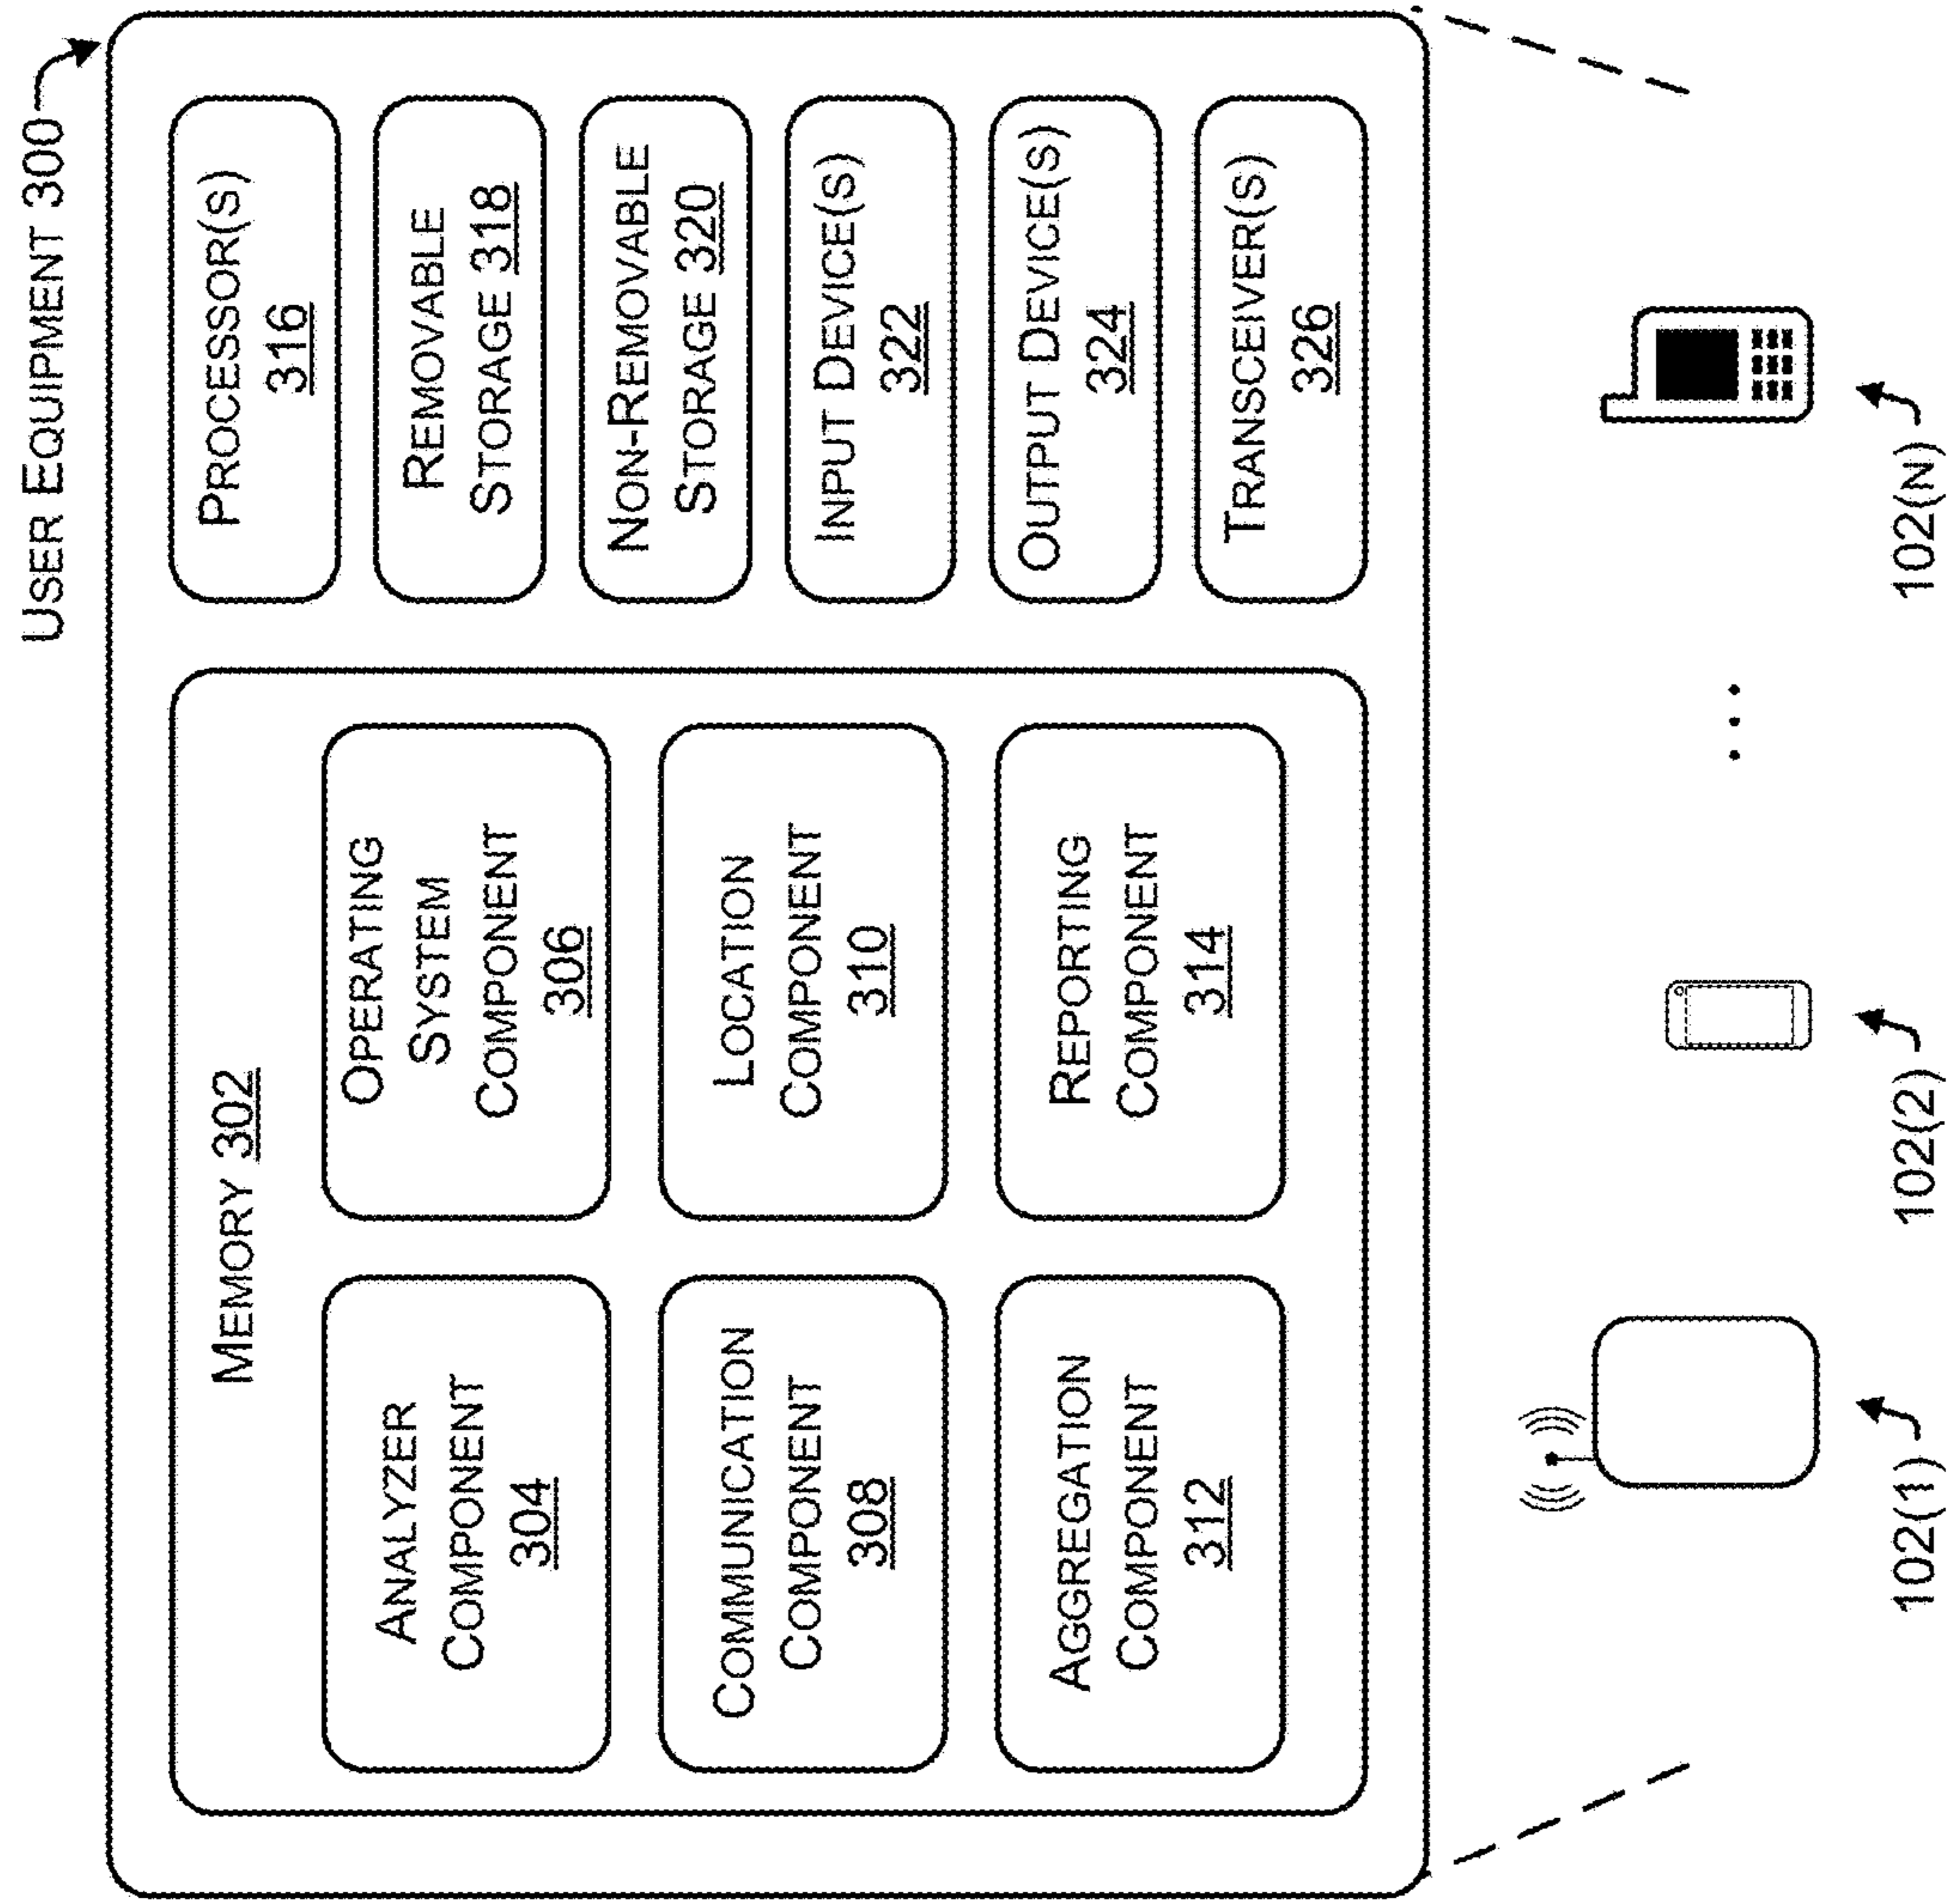 USER EQUIPMENT 300
MEMORY 302
ANALYZER
COMPONENT
304
OPERATING
SYSTEM
COMPONENT
306
COMMUNICATION
COMPONENT
308
LOCATION
COMPONENT
310
AGGREGATION
COMPONENT
312
REPORTING
COMPONENT
314
PROCESSOR(S)
316
REMOVABLE
STORAGE 318
NON-REMOVABLE
STORAGE 320
INPUT DEVICE(S)
322
OUTPUT DEVICE(S)
324
TRANSCEIVER(S)
326
...
102(1)
102(2)
102(N)